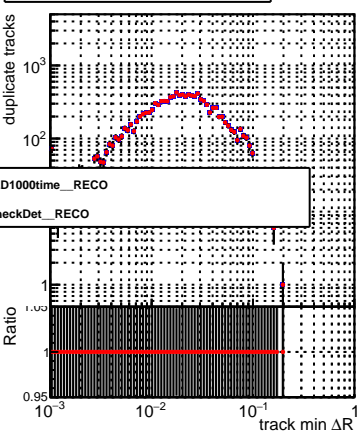 duplicate tracks
10³
10²
D1000time__RECO
eckDet__RECO
1
Ratio
1.05
1
0.95
10⁻³
10⁻²
10⁻¹
1
track min ΔR